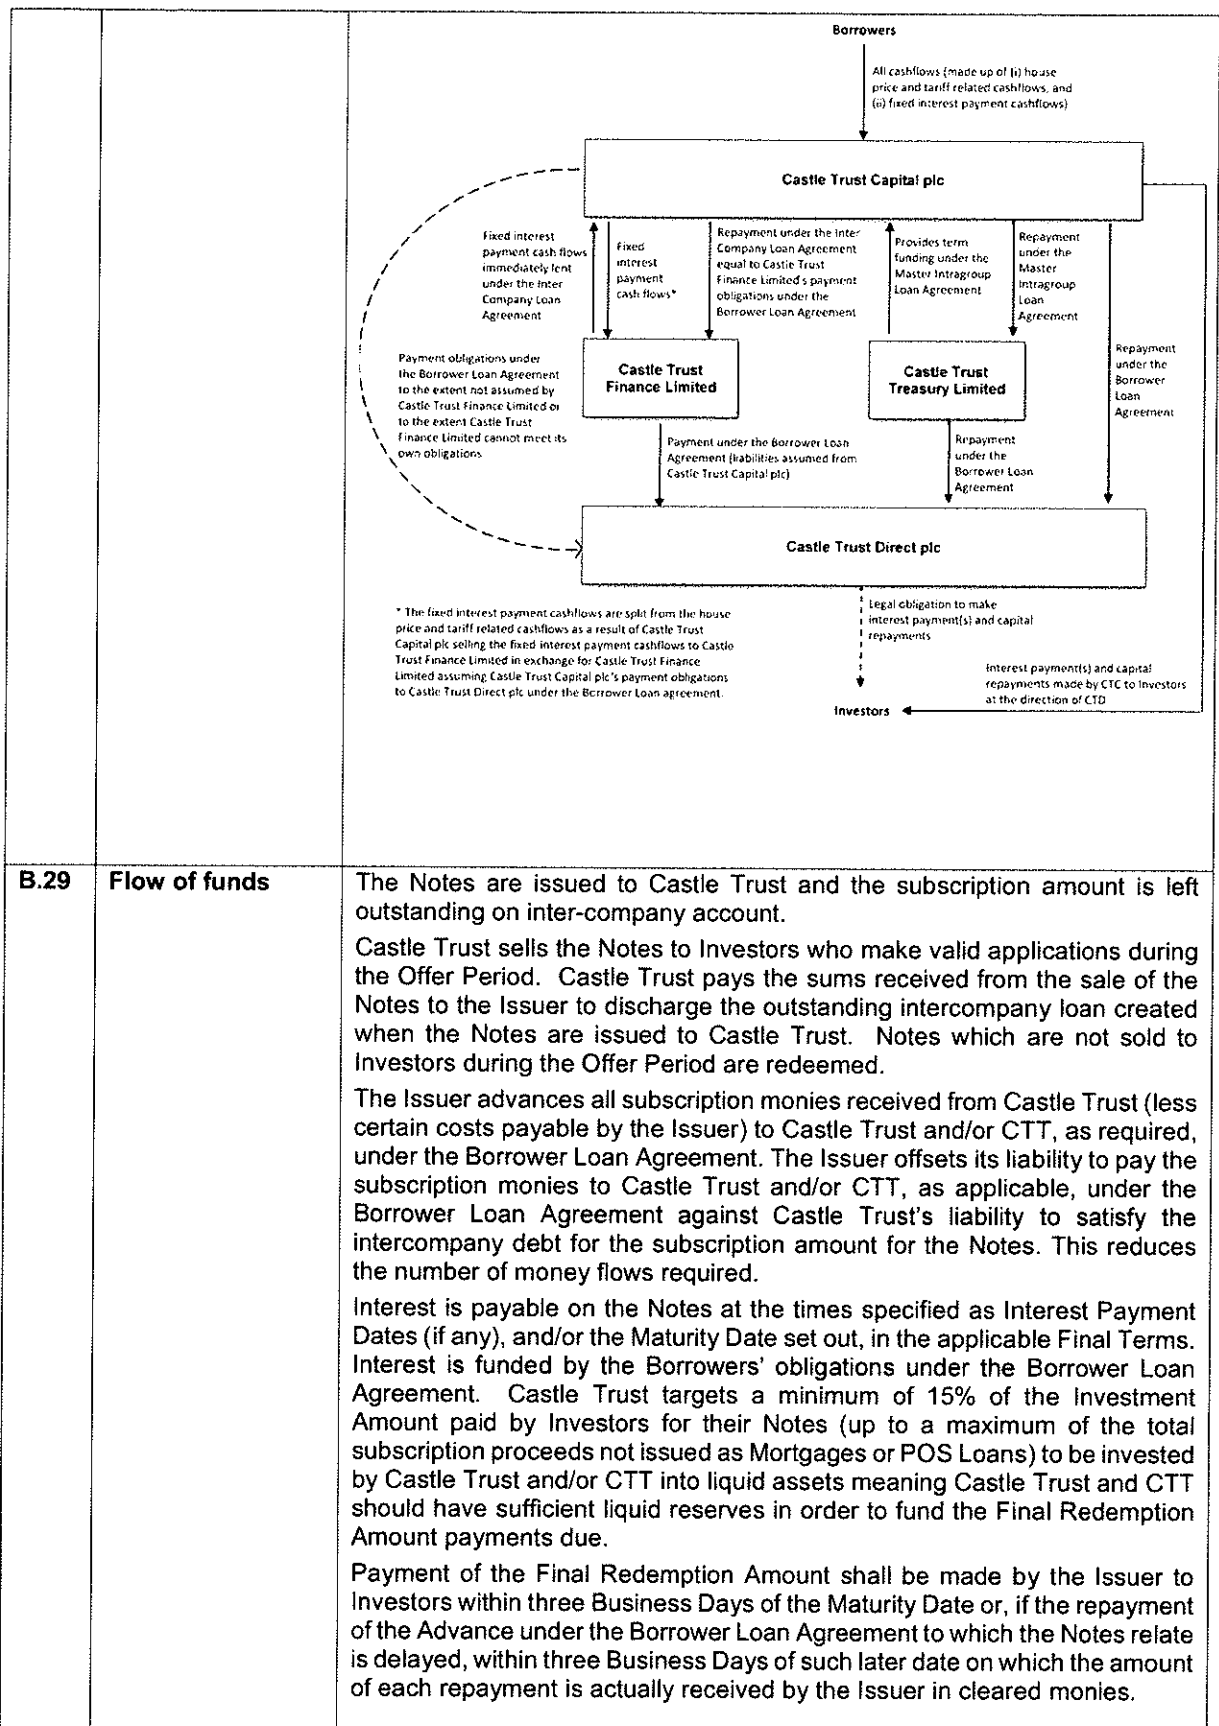 Borrowers
All cashflows (made up of (i) house
price and tariff related cashflows, and
(ii) fixed interest payment cashflows)
Castle Trust Capital plc
Fixed interest
payment cash flows
immediately lent
under the Inter
Company Loan
Agreement
Fixed
interest
payment
cash flows*
Repayment under the Inter
Company Loan Agreement
equal to Castle Trust
Finance Limited's payment
obligations under the
Borrower Loan Agreement
Provides term
funding under the
Master Intragroup
Loan Agreement
Repayment
under the
Master
Intragroup
Loan
Agreement
Repayment
under the
Borrower
Loan
Agreement
Payment obligations under
the Borrower Loan Agreement
to the extent not assumed by
Castle Trust Finance Limited or
to the extent Castle Trust
Finance Limited cannot meet its
own obligations
Castle Trust
Finance Limited
Castle Trust
Treasury Limited
Payment under the Borrower Loan
Agreement (liabilities assumed from
Castle Trust Capital plc)
Repayment
under the
Borrower Loan
Agreement
Castle Trust Direct plc
* The fixed interest payment cashflows are split from the house
price and tariff related cashflows as a result of Castle Trust
Capital plc selling the fixed interest payment cashflows to Castle
Trust Finance Limited in exchange for Castle Trust Finance
Limited assuming Castle Trust Capital plc's payment obligations
to Castle Trust Direct plc under the Borrower Loan agreement.
Legal obligation to make
interest payment(s) and capital
repayments
Interest payment(s) and capital
repayments made by CTC to Investors
at the direction of CTD
Investors
B.29 Flow of funds
The Notes are issued to Castle Trust and the subscription amount is left
outstanding on inter-company account.
Castle Trust sells the Notes to Investors who make valid applications during
the Offer Period. Castle Trust pays the sums received from the sale of the
Notes to the Issuer to discharge the outstanding intercompany loan created
when the Notes are issued to Castle Trust. Notes which are not sold to
Investors during the Offer Period are redeemed.
The Issuer advances all subscription monies received from Castle Trust (less
certain costs payable by the Issuer) to Castle Trust and/or CTT, as required,
under the Borrower Loan Agreement. The Issuer offsets its liability to pay the
subscription monies to Castle Trust and/or CTT, as applicable, under the
Borrower Loan Agreement against Castle Trust's liability to satisfy the
intercompany debt for the subscription amount for the Notes. This reduces
the number of money flows required.
Interest is payable on the Notes at the times specified as Interest Payment
Dates (if any), and/or the Maturity Date set out, in the applicable Final Terms.
Interest is funded by the Borrowers' obligations under the Borrower Loan
Agreement. Castle Trust targets a minimum of 15% of the Investment
Amount paid by Investors for their Notes (up to a maximum of the total
subscription proceeds not issued as Mortgages or POS Loans) to be invested
by Castle Trust and/or CTT into liquid assets meaning Castle Trust and CTT
should have sufficient liquid reserves in order to fund the Final Redemption
Amount payments due.
Payment of the Final Redemption Amount shall be made by the Issuer to
Investors within three Business Days of the Maturity Date or, if the repayment
of the Advance under the Borrower Loan Agreement to which the Notes relate
is delayed, within three Business Days of such later date on which the amount
of each repayment is actually received by the Issuer in cleared monies.